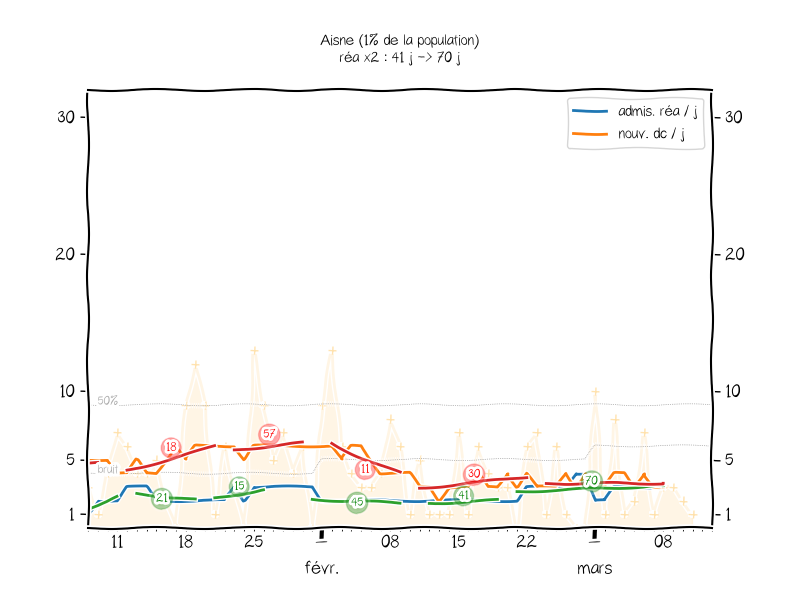 Aisne (1% de la population)
réa x2 : 41 j -> 70 j
admis. réa / j
nouv. dc / j
30 30
20 20
10 10
50%
5 5
bruit
1 1
18 57 11 30
21 15 45 41 70
11 18 25 08 15 22 08
févr. mars